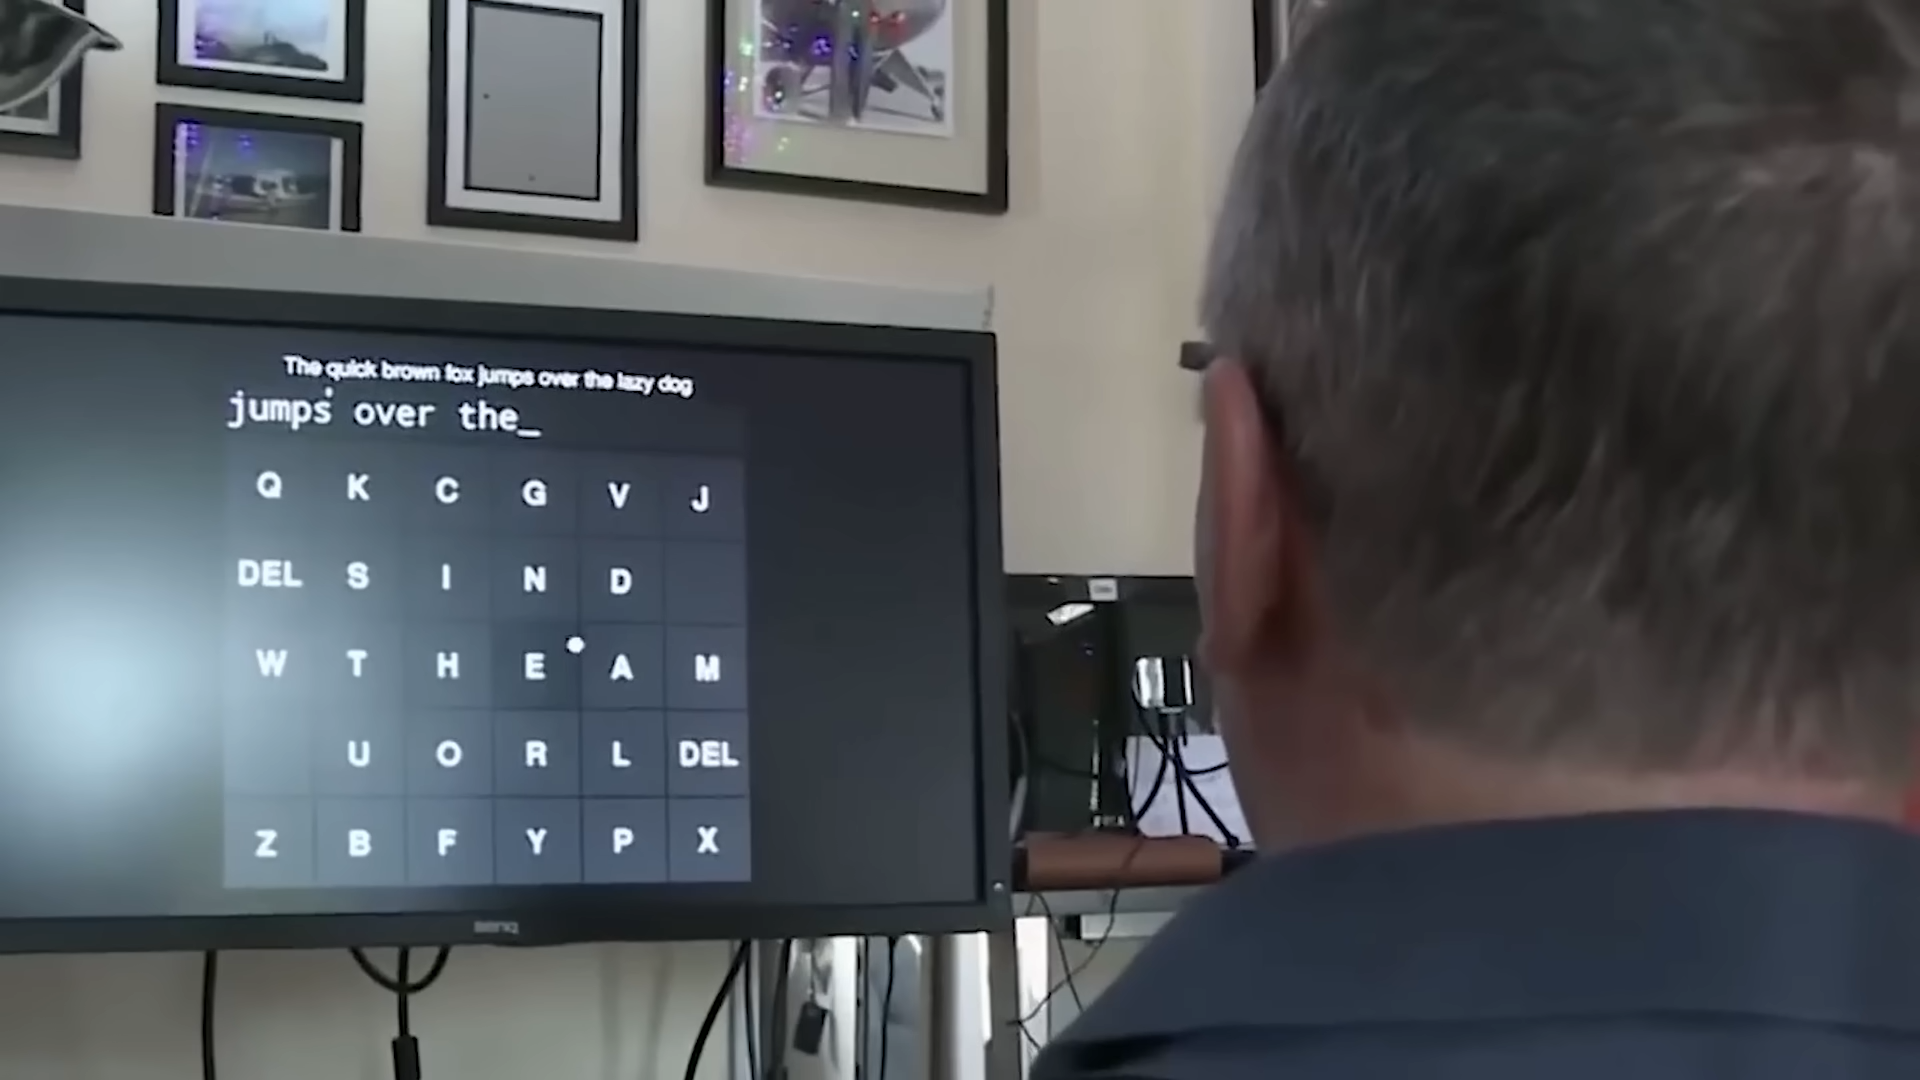 The quick brown fox jumps over the lazy dog
jumps over the_
Q K C G V J
DEL S I N D
W T H E A M
U O R L DEL
Z B F Y P X
BenQ